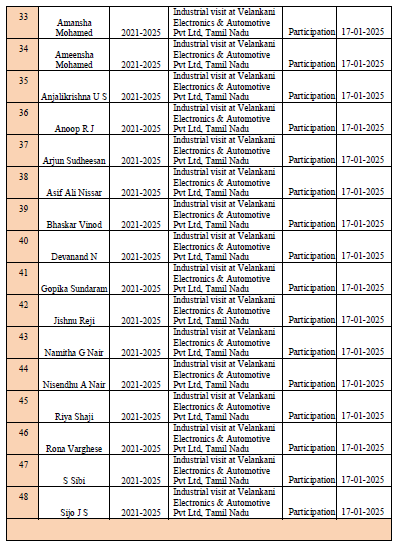 33 Amansha Mohamed 2021-2025 Industrial visit at Velankani Electronics & Automotive Pvt Ltd, Tamil Nadu Participation 17-01-2025
34 Ameensha Mohamed 2021-2025 Industrial visit at Velankani Electronics & Automotive Pvt Ltd, Tamil Nadu Participation 17-01-2025
35 Anjalikrishna U S 2021-2025 Industrial visit at Velankani Electronics & Automotive Pvt Ltd, Tamil Nadu Participation 17-01-2025
36 Anoop R J 2021-2025 Industrial visit at Velankani Electronics & Automotive Pvt Ltd, Tamil Nadu Participation 17-01-2025
37 Arjun Sudheesan 2021-2025 Industrial visit at Velankani Electronics & Automotive Pvt Ltd, Tamil Nadu Participation 17-01-2025
38 Asif Ali Nissar 2021-2025 Industrial visit at Velankani Electronics & Automotive Pvt Ltd, Tamil Nadu Participation 17-01-2025
39 Bhaskar Vinod 2021-2025 Industrial visit at Velankani Electronics & Automotive Pvt Ltd, Tamil Nadu Participation 17-01-2025
40 Devanand N 2021-2025 Industrial visit at Velankani Electronics & Automotive Pvt Ltd, Tamil Nadu Participation 17-01-2025
41 Gopika Sundaram 2021-2025 Industrial visit at Velankani Electronics & Automotive Pvt Ltd, Tamil Nadu Participation 17-01-2025
42 Jishnu Reji 2021-2025 Industrial visit at Velankani Electronics & Automotive Pvt Ltd, Tamil Nadu Participation 17-01-2025
43 Namitha G Nair 2021-2025 Industrial visit at Velankani Electronics & Automotive Pvt Ltd, Tamil Nadu Participation 17-01-2025
44 Nisendhu A Nair 2021-2025 Industrial visit at Velankani Electronics & Automotive Pvt Ltd, Tamil Nadu Participation 17-01-2025
45 Riya Shaji 2021-2025 Industrial visit at Velankani Electronics & Automotive Pvt Ltd, Tamil Nadu Participation 17-01-2025
46 Rona Varghese 2021-2025 Industrial visit at Velankani Electronics & Automotive Pvt Ltd, Tamil Nadu Participation 17-01-2025
47 S Sibi 2021-2025 Industrial visit at Velankani Electronics & Automotive Pvt Ltd, Tamil Nadu Participation 17-01-2025
48 Sijo J S 2021-2025 Industrial visit at Velankani Electronics & Automotive Pvt Ltd, Tamil Nadu Participation 17-01-2025